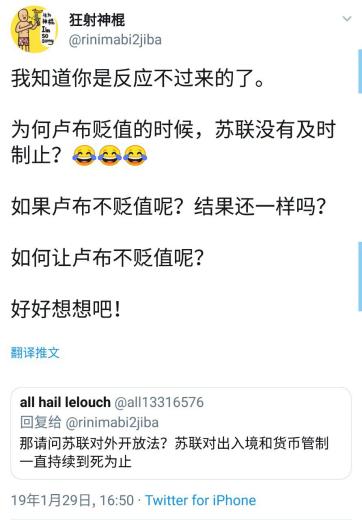 狂射神棍
@rinimabi2jiba
我知道你是反应不过来的了。
为何卢布贬值的时候，苏联没有及时
制止？😂😂😂
如果卢布不贬值呢？结果还一样吗？
如何让卢布不贬值呢？
好好想想吧！
翻译推文
all hail lelouch @all13316576
回复给 @rinimabi2jiba
那请问苏联对外开放法？苏联对出入境和货币管制
一直持续到死为止
19年1月29日, 16:50 · Twitter for iPhone